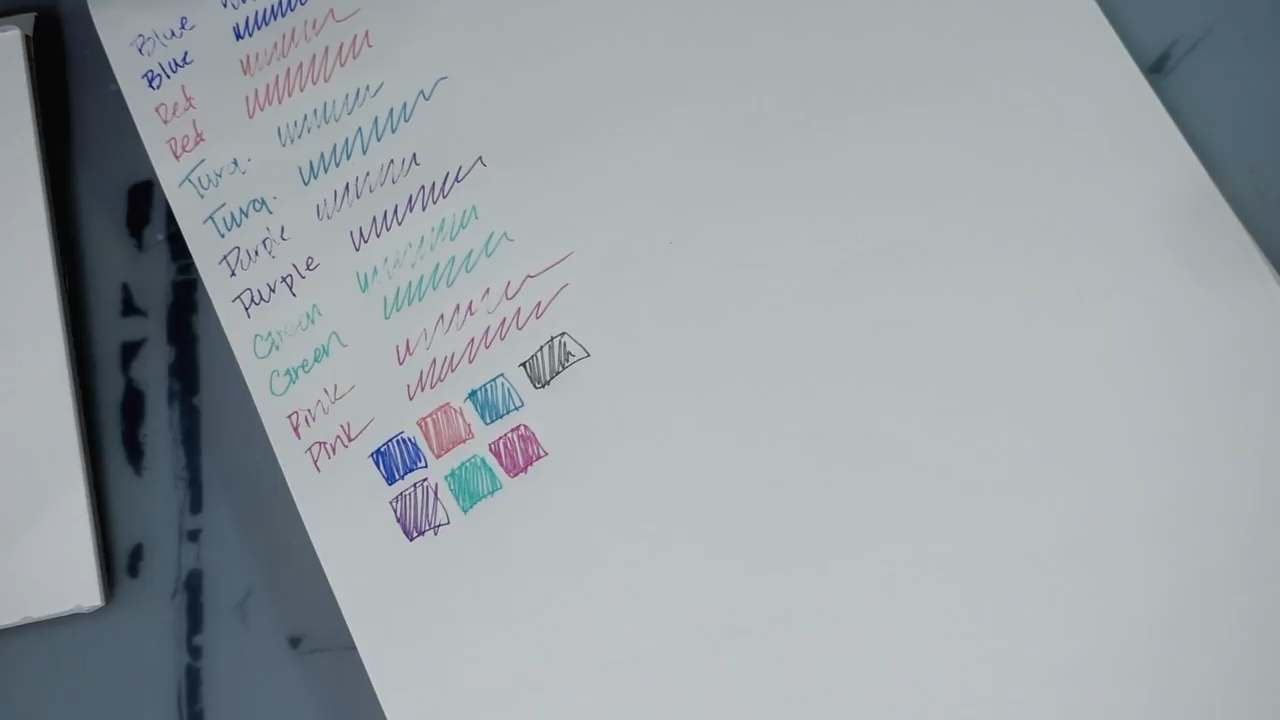 Blue
Blue
Red
Red
Turq.
Turq.
Purple
Purple
Green
Green
Pink
Pink